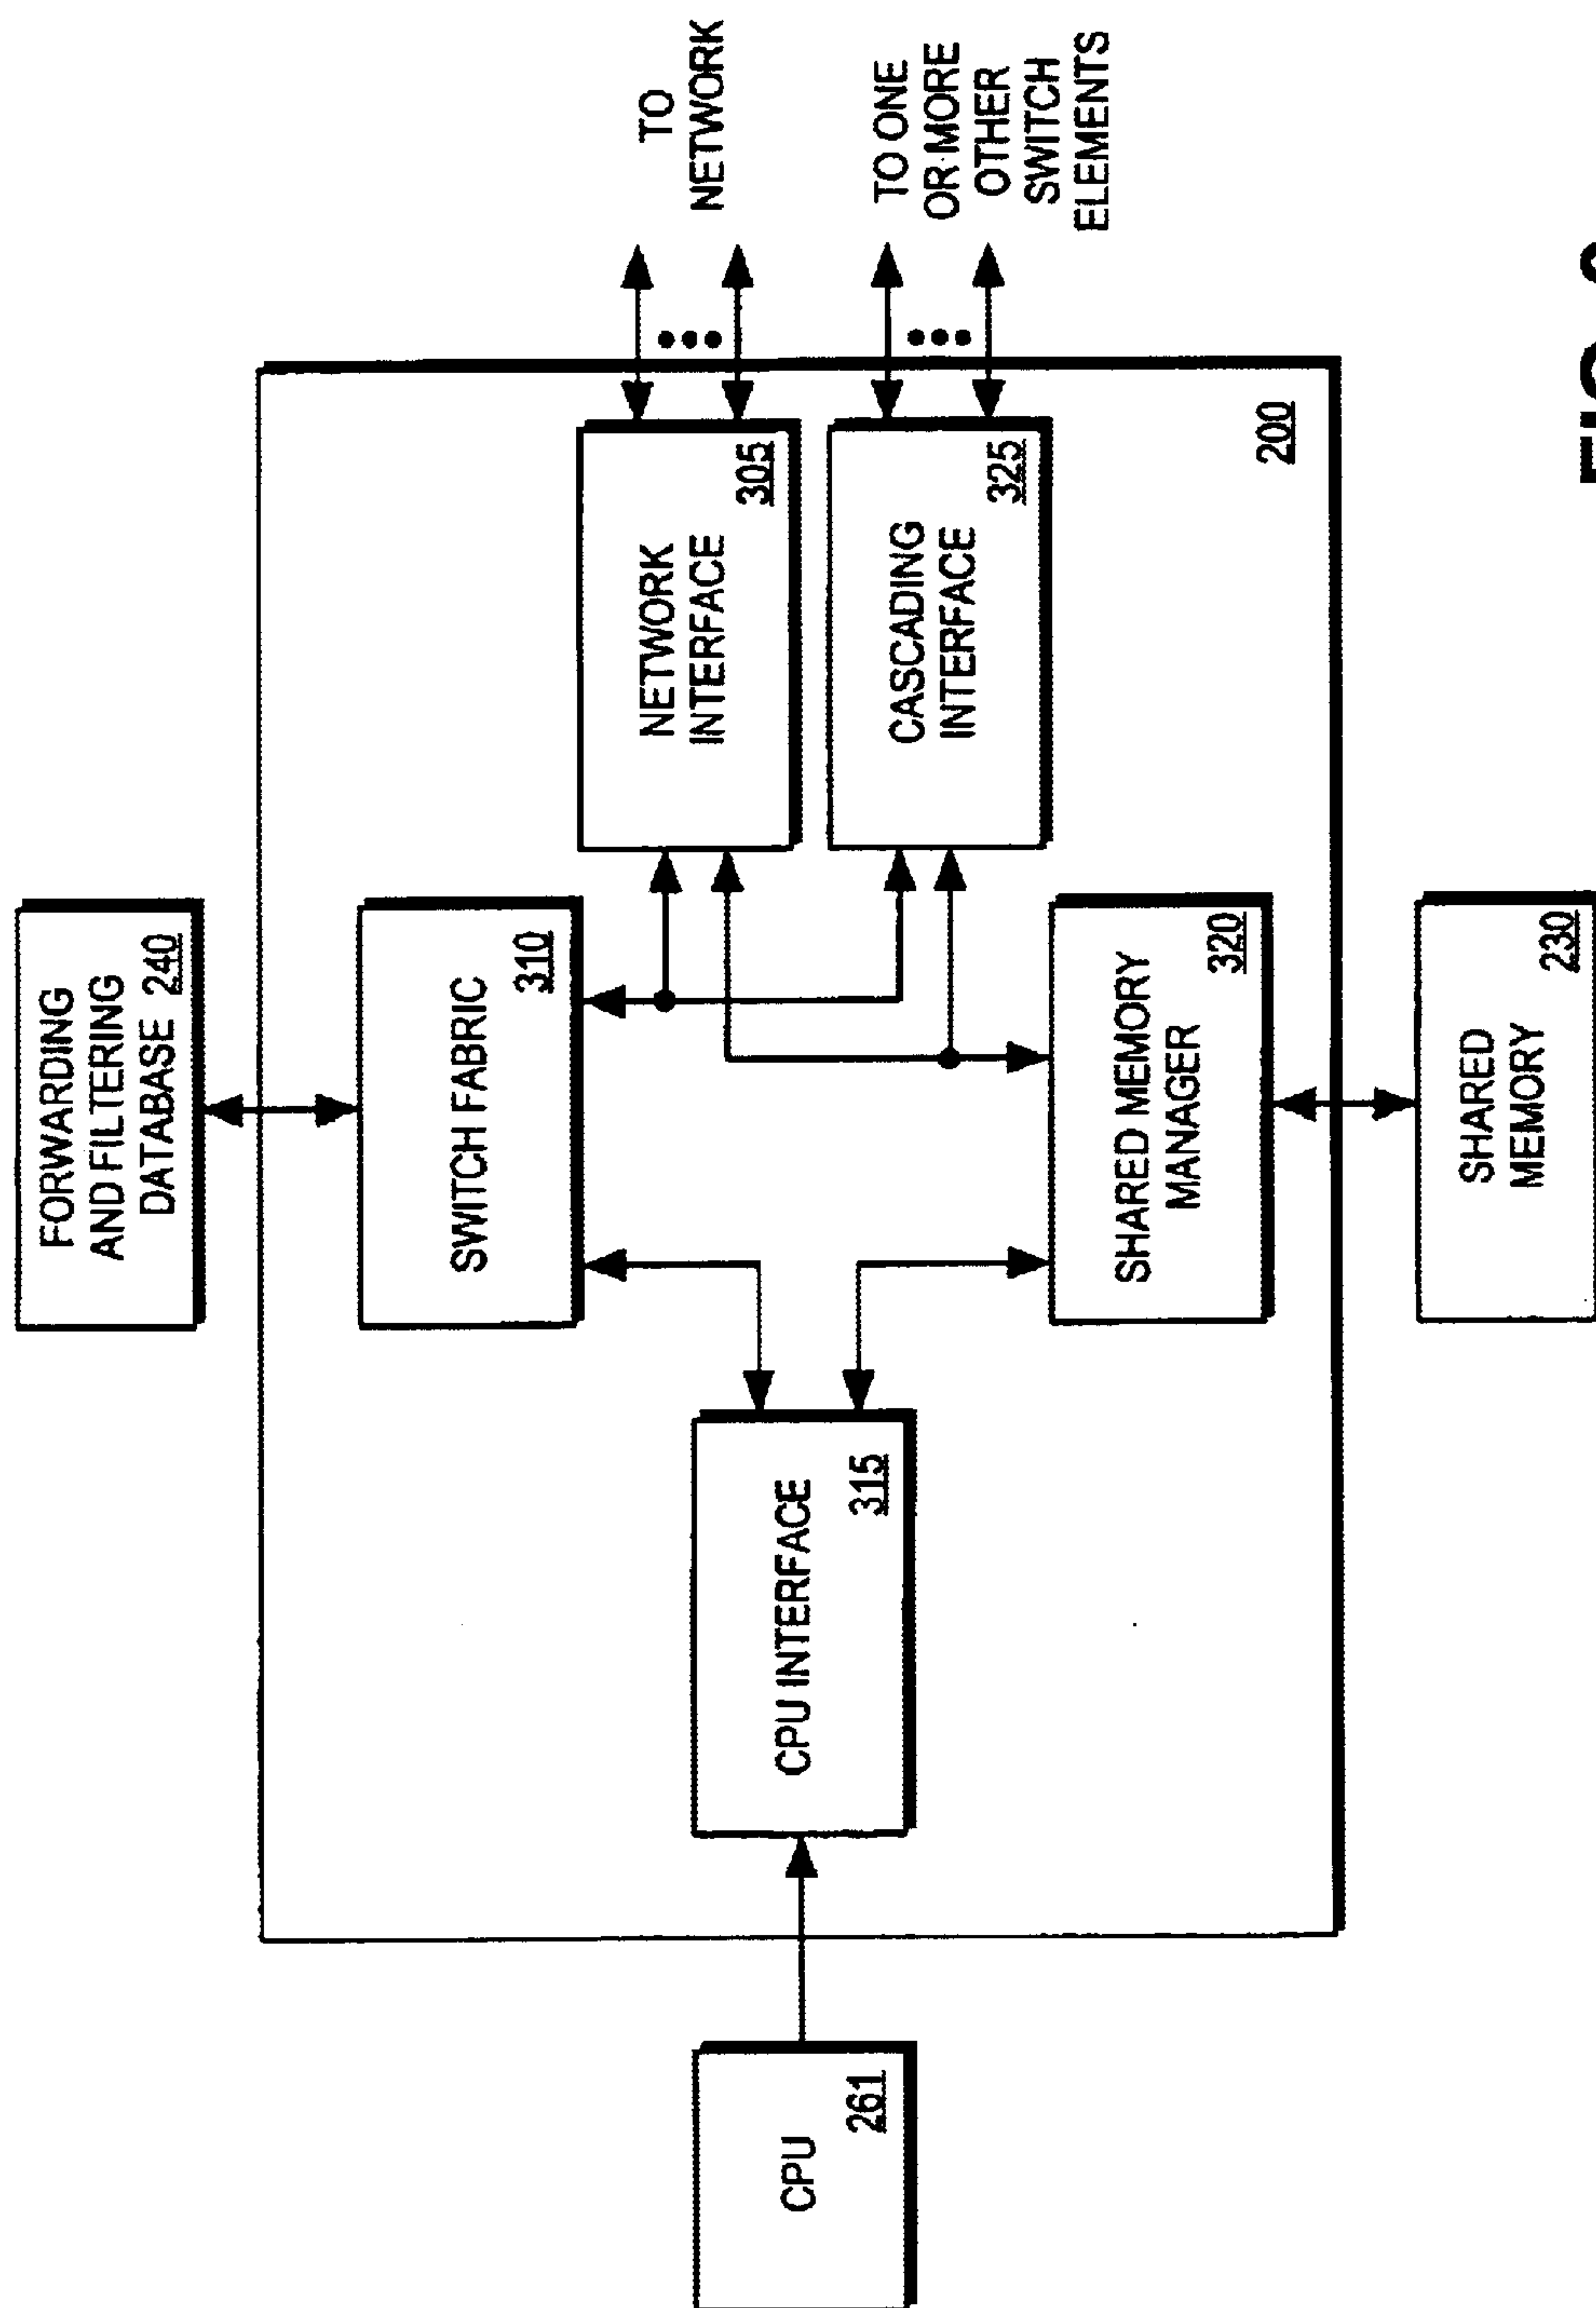 FORWARDING
AND FILTERING
DATABASE 240
SWITCH FABRIC
310
CPU
261
CPU INTERFACE
315
NETWORK
INTERFACE
305
TO
NETWORK
CASCADING
INTERFACE
325
TO ONE
OR MORE
OTHER
SWITCH
ELEMENTS
SHARED MEMORY
MANAGER
320
200
SHARED
MEMORY
230